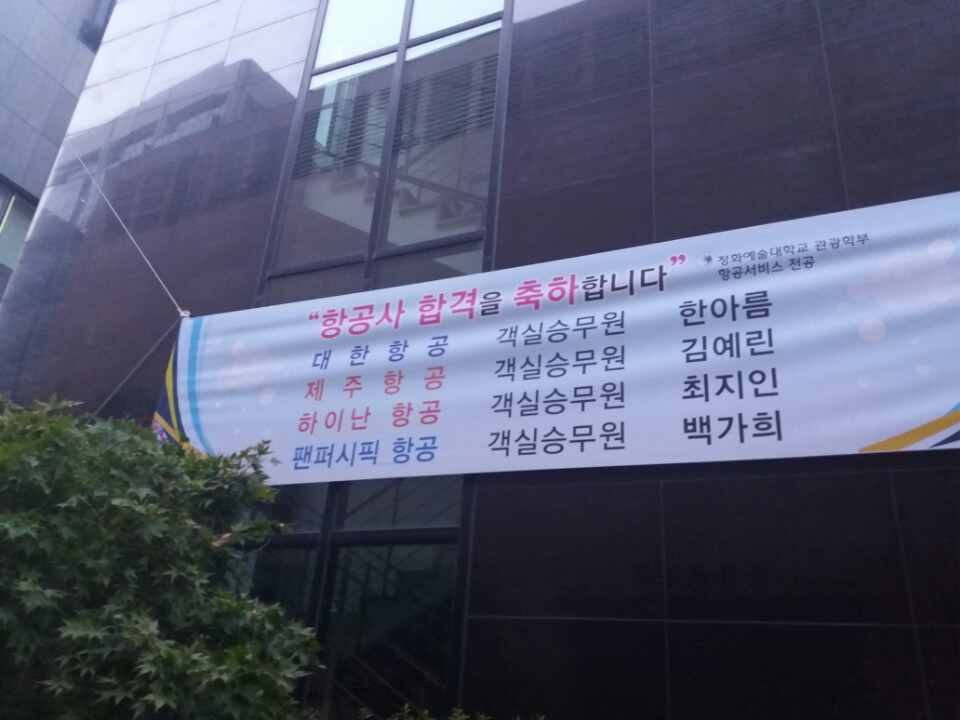 “항공사 합격을 축하합니다”
정화예술대학교 관광학부
항공서비스 전공
대한항공 객실승무원 한아름
제주항공 객실승무원 김예린
하이난 항공 객실승무원 최지인
팬퍼시픽 항공 객실승무원 백가희